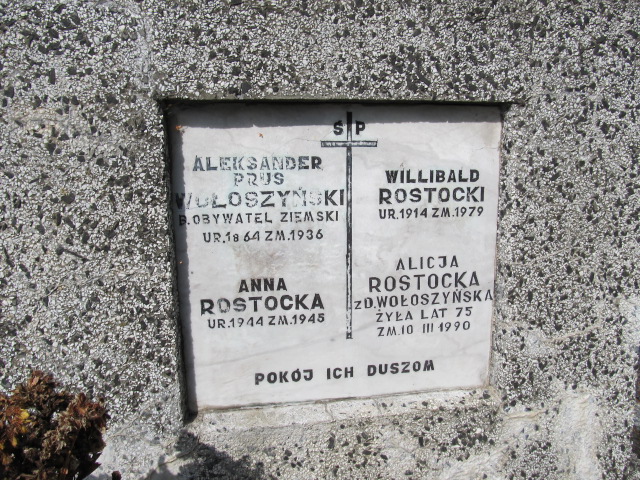 Ś P
ALEKSANDER
PRUS
WOŁOSZYŃSKI
B. OBYWATEL ZIEMSKI
UR. 1864 ZM. 1936
ANNA
ROSTOCKA
UR. 1944 ZM. 1945
WILLIBALD
ROSTOCKI
UR. 1914 ZM. 1979
ALICJA
ROSTOCKA
ZD. WOŁOSZYŃSKA
ŻYŁA LAT 75
ZM. 10 III 1990
POKÓJ ICH DUSZOM